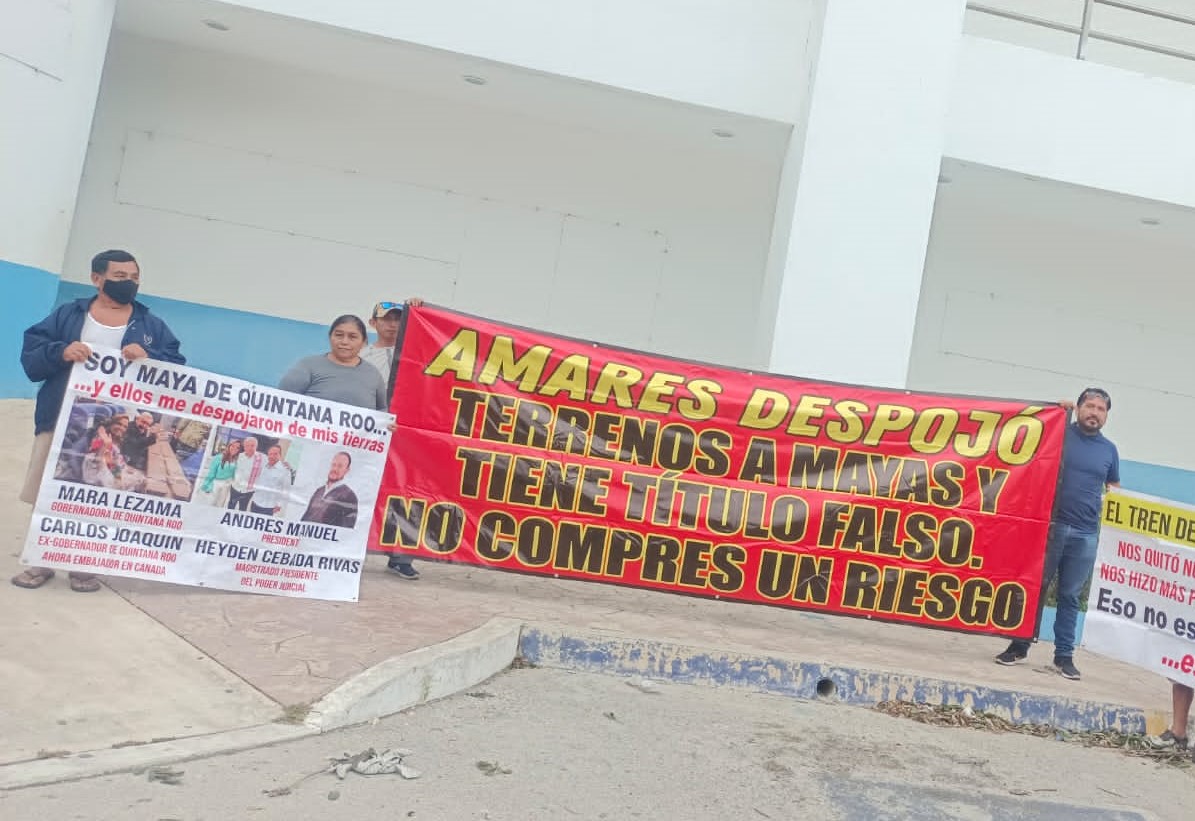 SOY MAYA DE QUINTANA ROO...
...y ellos me despojaron de mis tierras
MARA LEZAMA
GOBERNADORA DE QUINTANA ROO
CARLOS JOAQUIN
EX-GOBERNADOR DE QUINTANA ROO
AHORA EMBAJADOR EN CANADA
ANDRES MANUEL
PRESIDENT
HEYDEN CEBADA RIVAS
MAGISTRADO PRESIDENTE
DEL PODER JUDICIAL
AMARES DESPOJÓ
TERRENOS A MAYAS Y
TIENE TÍTULO FALSO.
NO COMPRES UN RIESGO
EL TREN DE
NOS QUITÓ
NOS HIZO MÁS
Eso no es